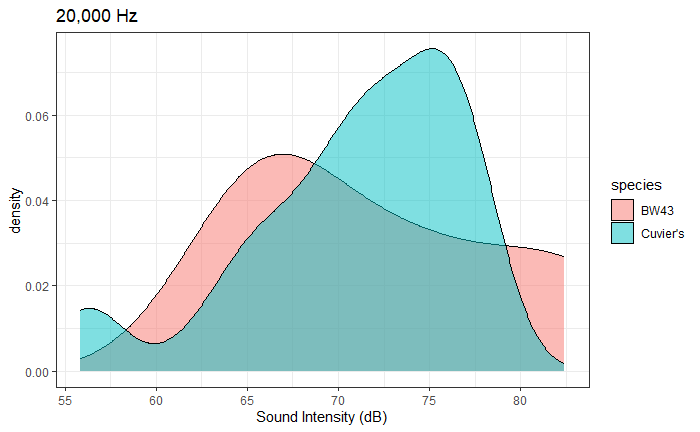 20,000 Hz
density
0.06
0.04
0.02
0.00
55 60 65 70 75 80
Sound Intensity (dB)
species
BW43
Cuvier's